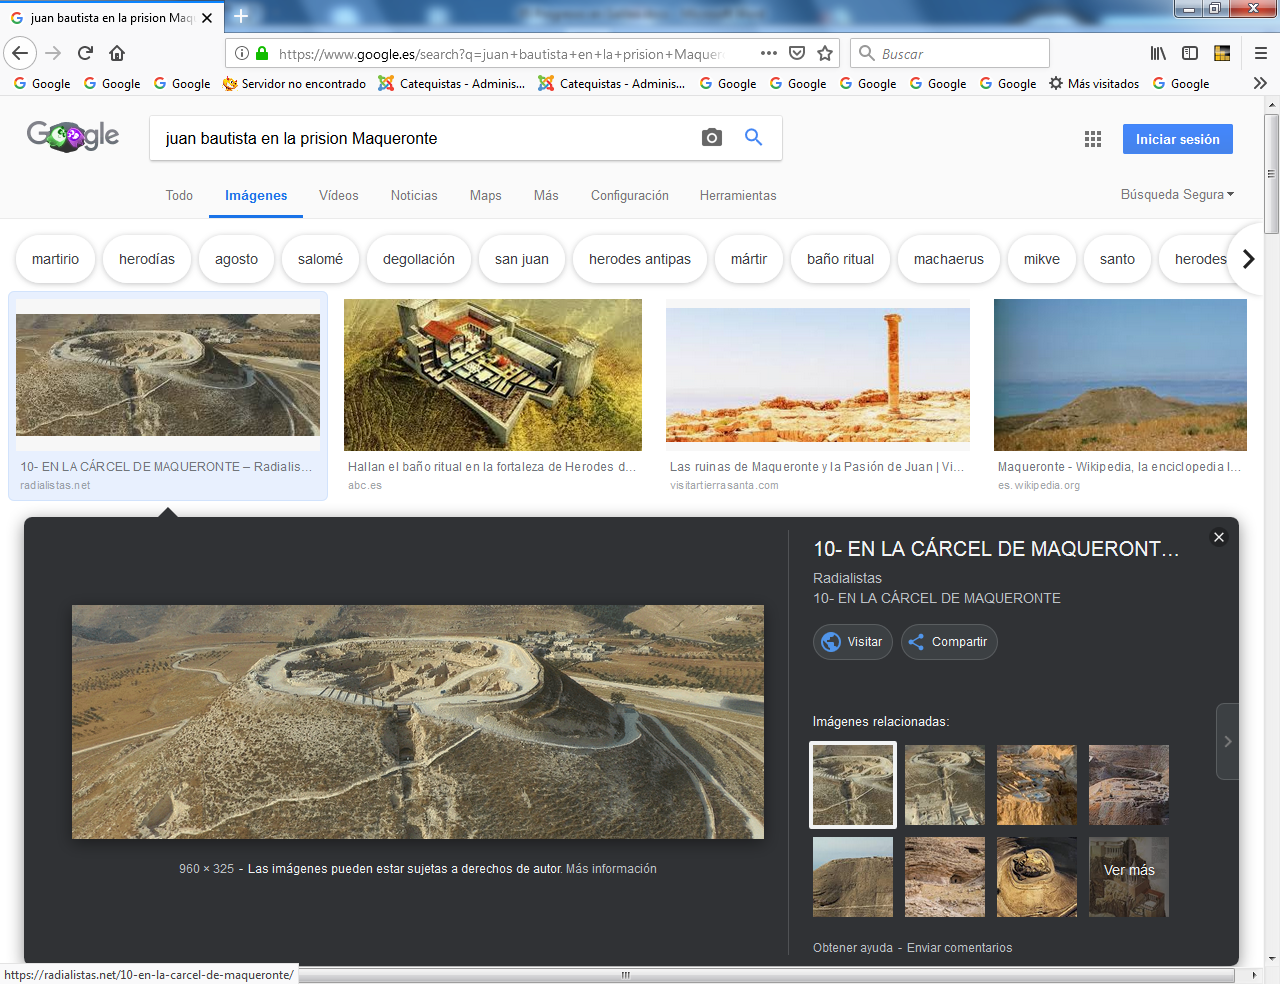 juan bautista en la prision Maqu
https://www.google.es/search?q=juan+bautista+en+la+prision+Maquero
Buscar
Google Google Google Servidor no encontrado Catequistas - Adminis... Catequistas - Adminis... Google Google Google Google Google Más visitados Google
Google juan bautista en la prision Maqueronte Iniciar sesión
Todo Imágenes Vídeos Noticias Maps Más Configuración Herramientas Búsqueda Segura
martirio herodías agosto salomé degollación san juan herodes antipas mártir baño ritual machaerus mikve santo herodes
10- EN LA CÁRCEL DE MAQUERONTE – Radialis... Hallan el baño ritual en la fortaleza de Herodes d... Las ruinas de Maqueronte y la Pasión de Juan | Vi... Maqueronte - Wikipedia, la enciclopedia l...
radialistas.net abc.es visitartierrasanta.com es.wikipedia.org
10- EN LA CÁRCEL DE MAQUERONT...
Radialistas
10- EN LA CÁRCEL DE MAQUERONTE
Visitar Compartir
Imágenes relacionadas:
Ver más
960 × 325 - Las imágenes pueden estar sujetas a derechos de autor. Más información
Obtener ayuda - Enviar comentarios
https://radialistas.net/10-en-la-carcel-de-maqueronte/